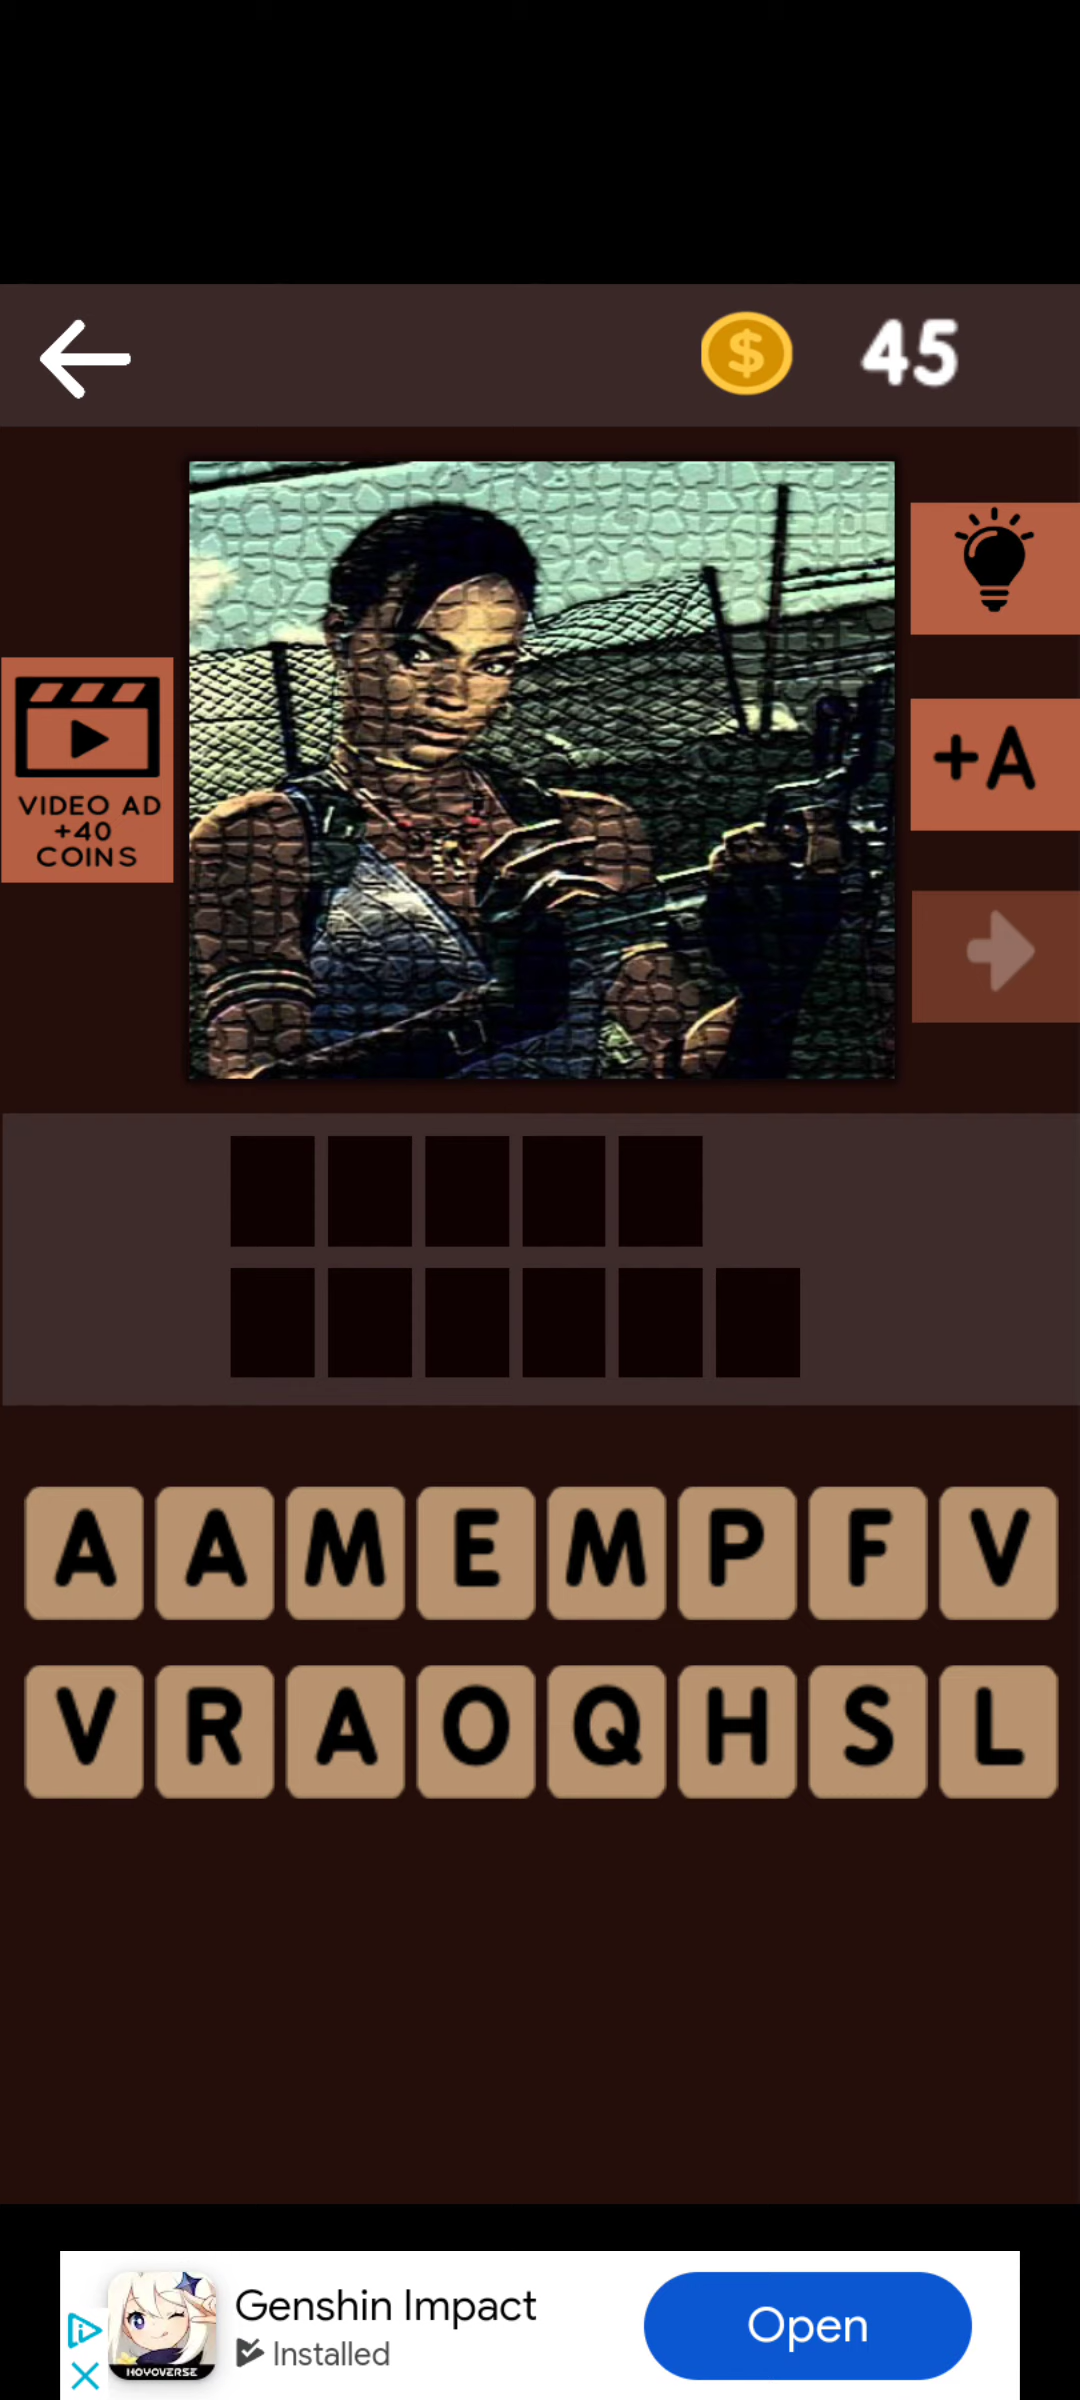 $ 45
VIDEO AD
+40
COINS
+A
A A M E M P F V
V R A O Q H S L
Genshin Impact
Installed
Open
HOYOVERSE